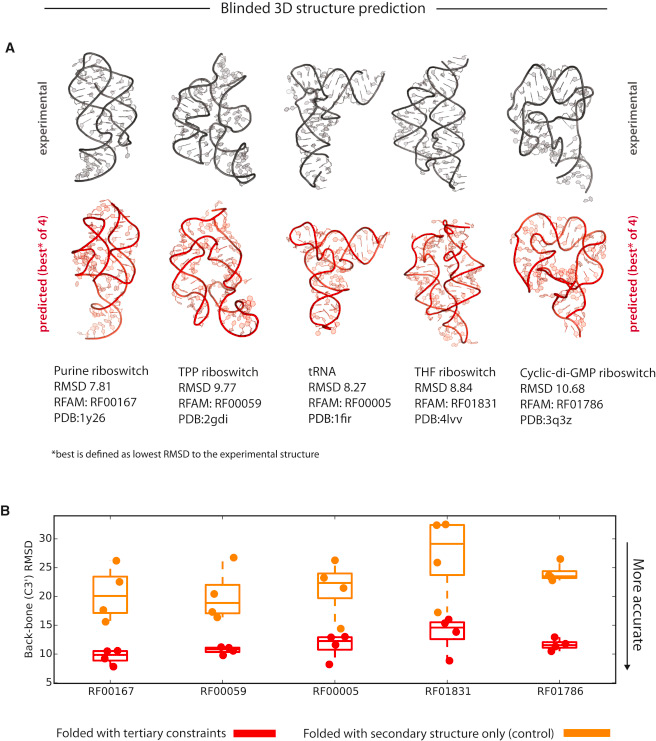 Blinded 3D structure prediction
A
experimental
experimental
predicted (best* of 4)
predicted (best* of 4)
Purine riboswitch
RMSD 7.81
RFAM: RF00167
PDB:1y26
TPP riboswitch
RMSD 9.77
RFAM: RF00059
PDB:2gdi
tRNA
RMSD 8.27
RFAM: RF00005
PDB:1fir
THF riboswitch
RMSD 8.84
RFAM: RF01831
PDB:4lvv
Cyclic-di-GMP riboswitch
RMSD 10.68
RFAM: RF01786
PDB:3q3z
*best is defined as lowest RMSD to the experimental structure
B
Back-bone (C3') RMSD
30
25
20
15
10
5
RF00167
RF00059
RF00005
RF01831
RF01786
More accurate
Folded with tertiary constraints
Folded with secondary structure only (control)